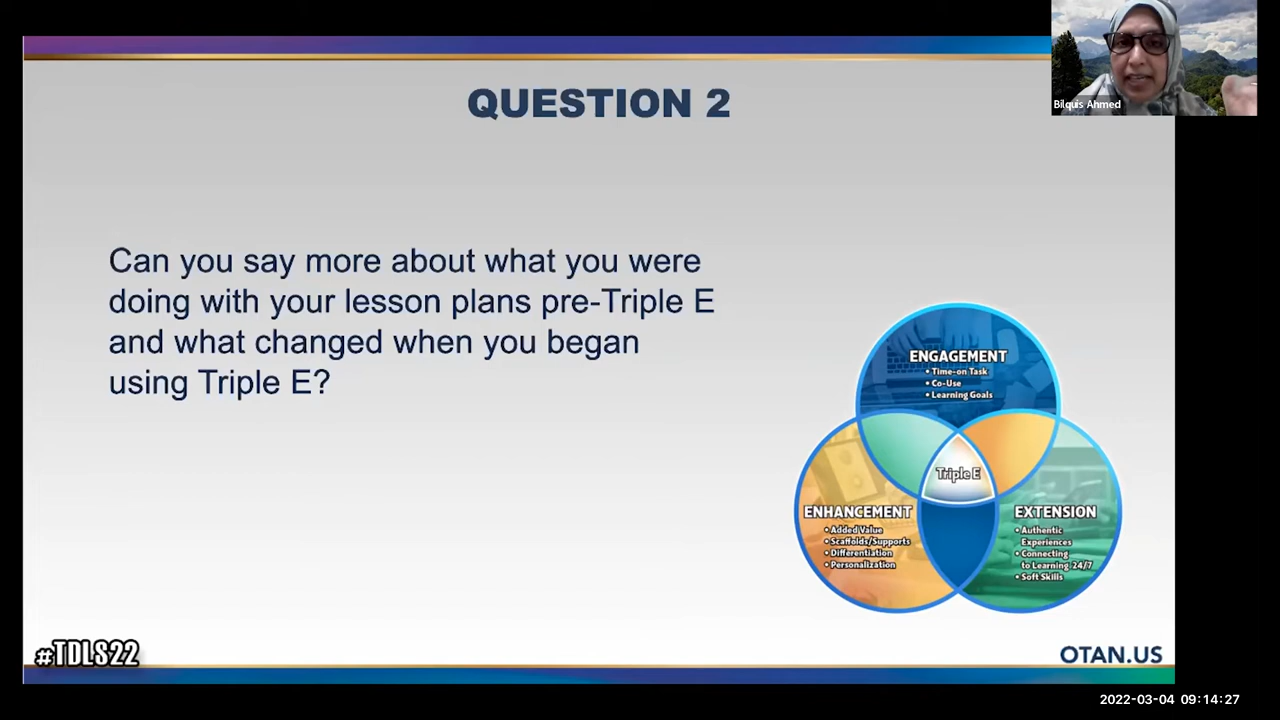 Bilquis Ahmed
QUESTION 2
Can you say more about what you were
doing with your lesson plans pre-Triple E
and what changed when you began
using Triple E?
ENGAGEMENT
• Time-on Task
• Co-Use
• Learning Goals
Triple E
ENHANCEMENT
• Added Value
• Scaffolds/Supports
• Differentiation
• Personalization
EXTENSION
• Authentic
Experiences
• Connecting
to Learning 24/7
• Soft Skills
#TDLS22
OTAN.US
2022-03-04 09:14:27